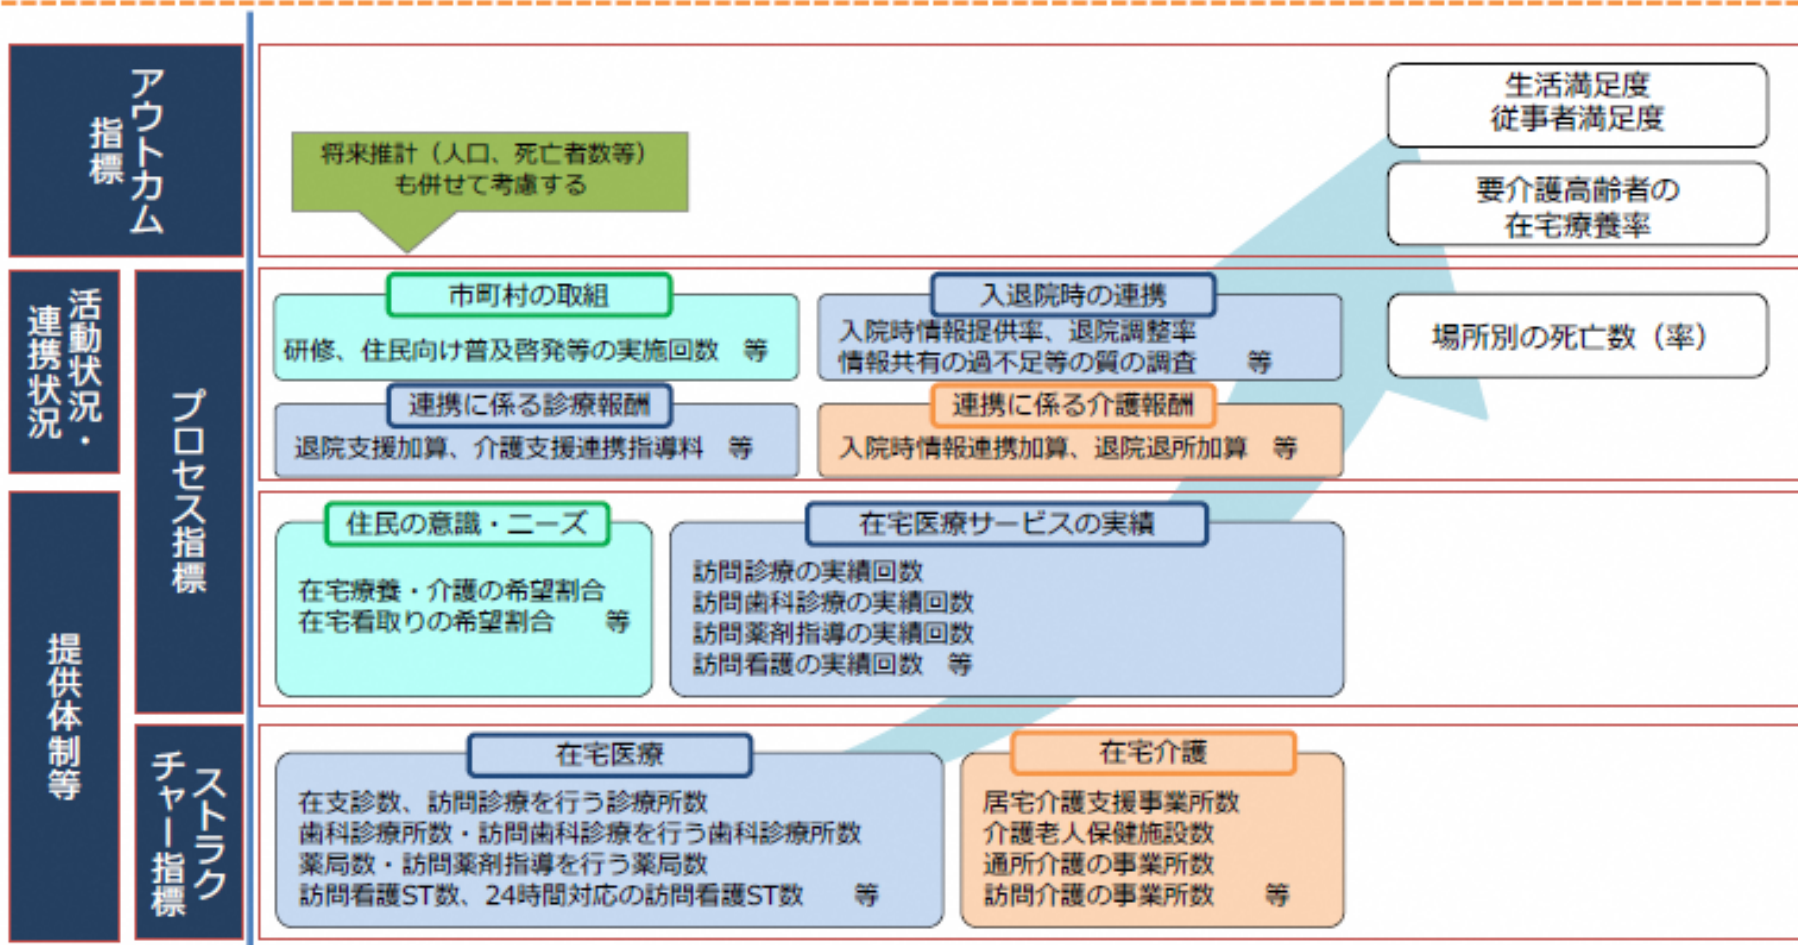 アウトカム
指標
将来推計（人口、死亡者数等）
も併せて考慮する
生活満足度
従事者満足度
要介護高齢者の
在宅療養率
活動状況・
連携状況
プロセス指標
市町村の取組
研修、住民向け普及啓発等の実施回数　等
入退院時の連携
入院時情報提供率、退院調整率
情報共有の過不足等の質の調査　　等
場所別の死亡数（率）
連携に係る診療報酬
退院支援加算、介護支援連携指導料　等
連携に係る介護報酬
入院時情報連携加算、退院退所加算　等
提供体制等
住民の意識・ニーズ
在宅療養・介護の希望割合
在宅看取りの希望割合　　等
在宅医療サービスの実績
訪問診療の実績回数
訪問歯科診療の実績回数
訪問薬剤指導の実績回数
訪問看護の実績回数　等
ストラク
チャー指標
在宅医療
在支診数、訪問診療を行う診療所数
歯科診療所数・訪問歯科診療を行う歯科診療所数
薬局数・訪問薬剤指導を行う薬局数
訪問看護ST数、24時間対応の訪問看護ST数　　等
在宅介護
居宅介護支援事業所数
介護老人保健施設数
通所介護の事業所数
訪問介護の事業所数　　等